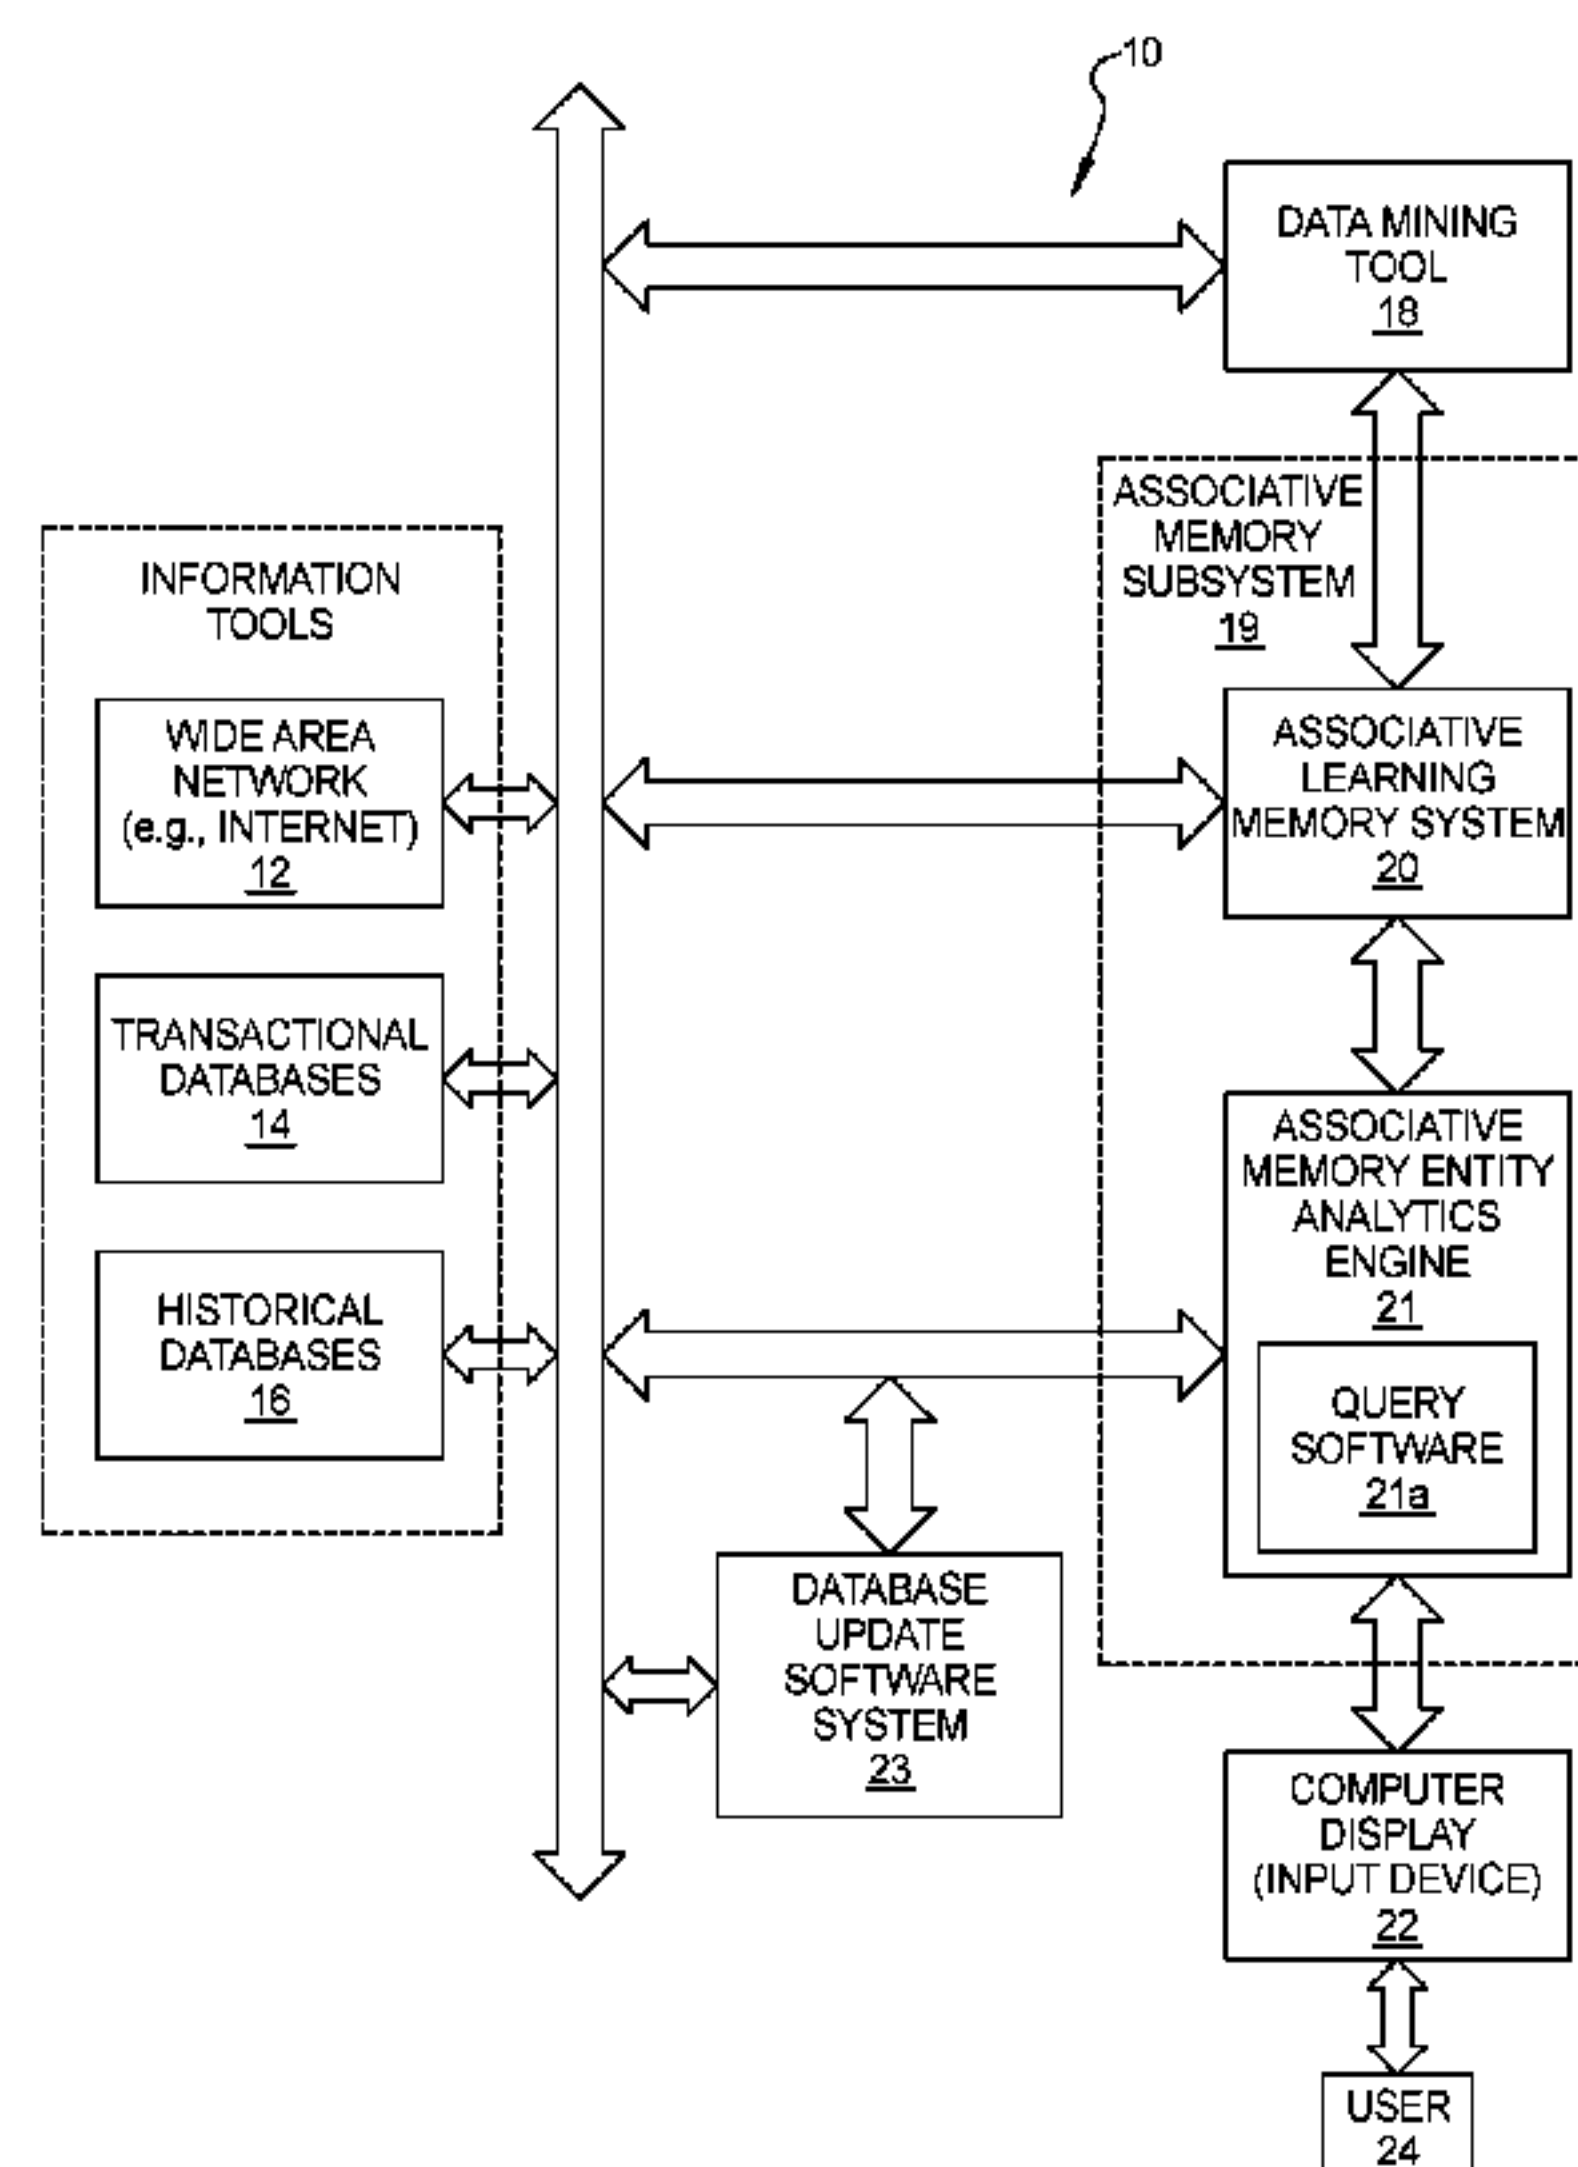 10
DATA MINING
TOOL
18
ASSOCIATIVE
MEMORY
SUBSYSTEM
19
INFORMATION
TOOLS
WIDE AREA
NETWORK
(e.g., INTERNET)
12
ASSOCIATIVE
LEARNING
MEMORY SYSTEM
20
TRANSACTIONAL
DATABASES
14
ASSOCIATIVE
MEMORY ENTITY
ANALYTICS
ENGINE
21
HISTORICAL
DATABASES
16
QUERY
SOFTWARE
21a
DATABASE
UPDATE
SOFTWARE
SYSTEM
23
COMPUTER
DISPLAY
(INPUT DEVICE)
22
USER
24